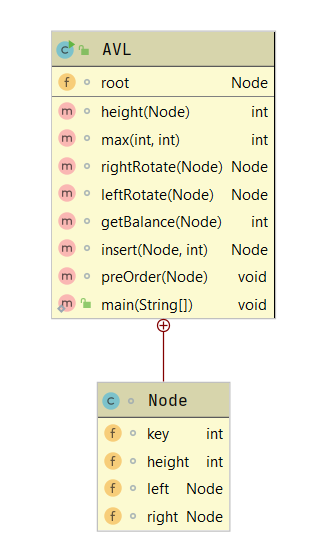 C AVL
f root Node
m height(Node) int
m max(int, int) int
m rightRotate(Node) Node
m leftRotate(Node) Node
m getBalance(Node) int
m insert(Node, int) Node
m preOrder(Node) void
m main(String[]) void
C Node
f key int
f height int
f left Node
f right Node